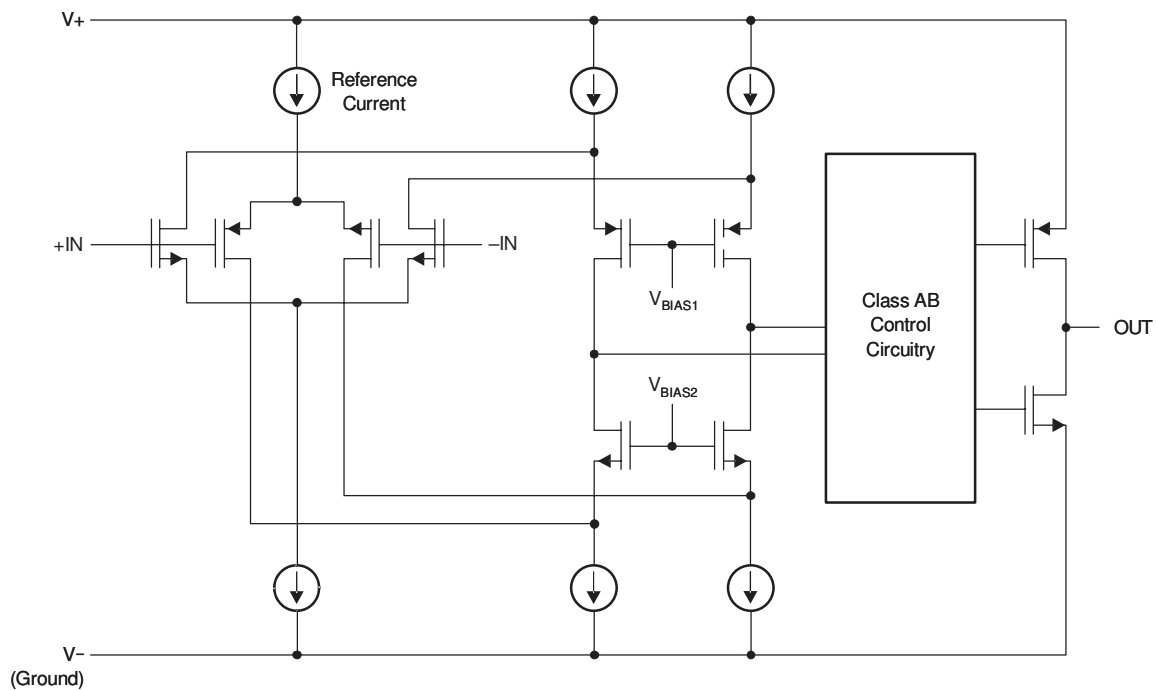 V+
Reference
Current
+IN
–IN
VBIAS1
Class AB
Control
Circuitry
OUT
VBIAS2
V–
(Ground)